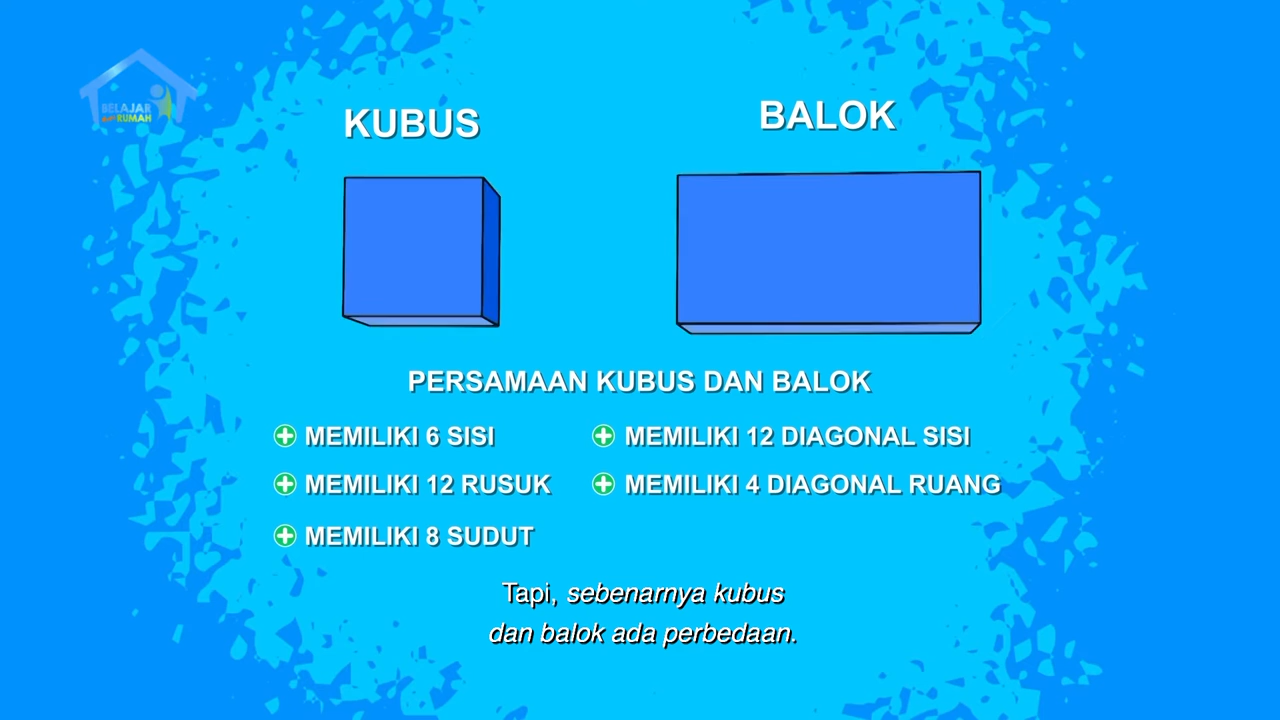 BELAJAR
dari RUMAH
KUBUS
BALOK
PERSAMAAN KUBUS DAN BALOK
MEMILIKI 6 SISI
MEMILIKI 12 RUSUK
MEMILIKI 8 SUDUT
MEMILIKI 12 DIAGONAL SISI
MEMILIKI 4 DIAGONAL RUANG
Tapi, sebenarnya kubus
dan balok ada perbedaan.